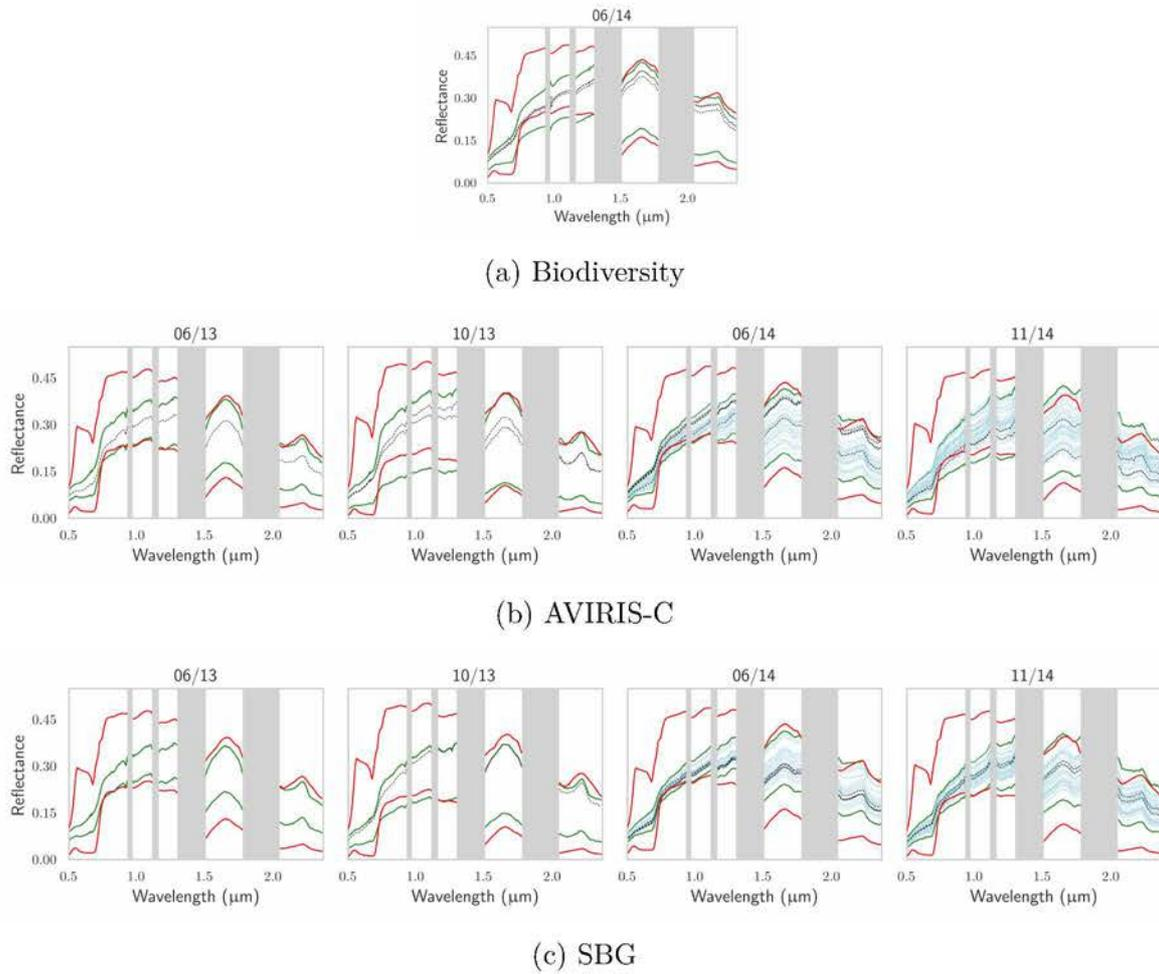 06/14
0.45
0.30
0.15
0.00
Reflectance
0.5 1.0 1.5 2.0
Wavelength (μm)
(a) Biodiversity
06/13 10/13 06/14 11/14
0.45
0.30
0.15
0.00
Reflectance
0.5 1.0 1.5 2.0 0.5 1.0 1.5 2.0 0.5 1.0 1.5 2.0 0.5 1.0 1.5 2.0
Wavelength (μm) Wavelength (μm) Wavelength (μm) Wavelength (μm)
(b) AVIRIS-C
06/13 10/13 06/14 11/14
0.45
0.30
0.15
0.00
Reflectance
0.5 1.0 1.5 2.0 0.5 1.0 1.5 2.0 0.5 1.0 1.5 2.0 0.5 1.0 1.5 2.0
Wavelength (μm) Wavelength (μm) Wavelength (μm) Wavelength (μm)
(c) SBG